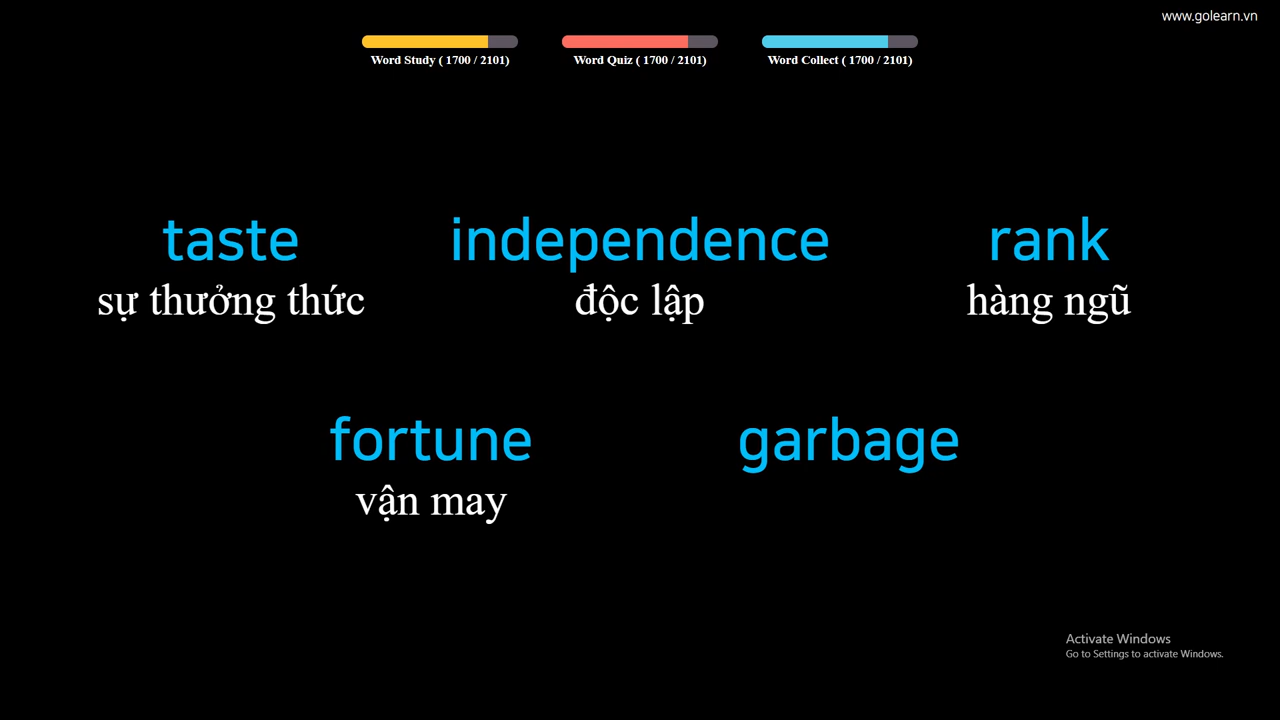 www.golearn.vn
Word Study ( 1700 / 2101)
Word Quiz ( 1700 / 2101)
Word Collect ( 1700 / 2101)
taste
sự thưởng thức
independence
độc lập
rank
hàng ngũ
fortune
vận may
garbage
Activate Windows
Go to Settings to activate Windows.